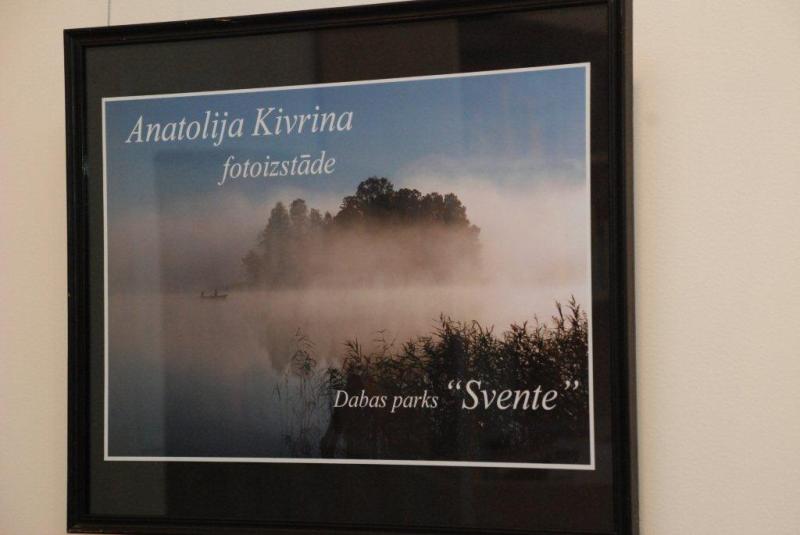 Anatolija Kivrina
fotoizstāde
Dabas parks “Svente”